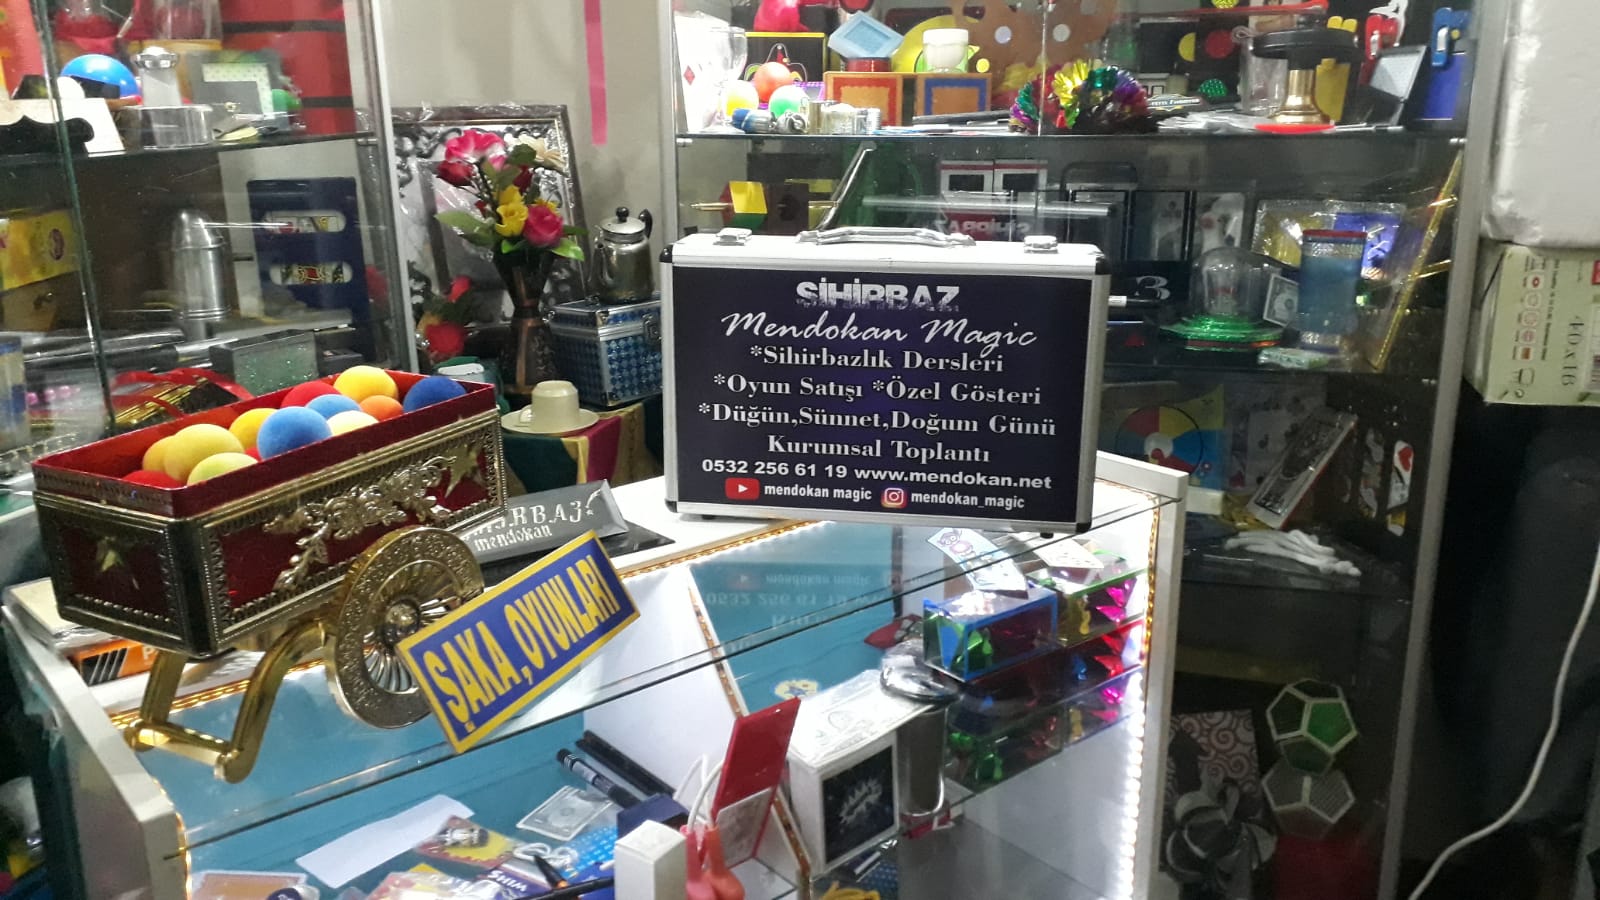 SİHİRBAZ
Mendokan Magic
*Sihirbazlık Dersleri
*Oyun Satışı *Özel Gösteri
*Düğün,Sünnet,Doğum Günü
Kurumsal Toplantı
0532 256 61 19 www.mendokan.net
mendokan magic mendokan_magic
mendokan
ŞAKA,OYUNLARI
40x16